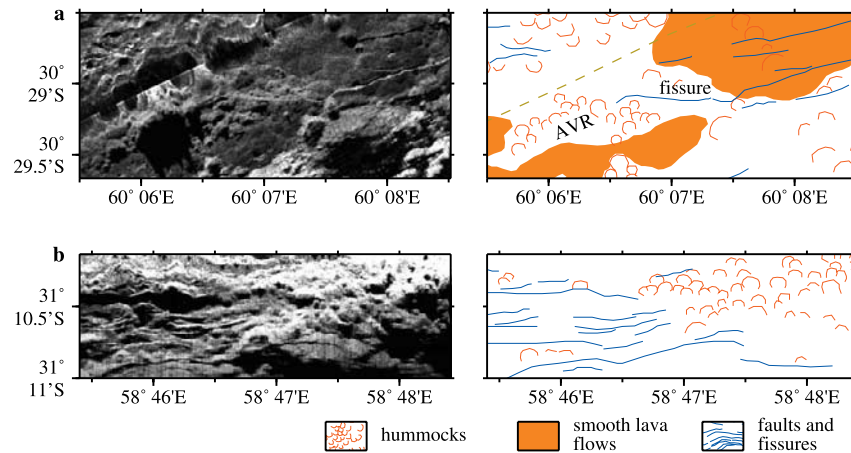 a
30°
29'S
30°
29.5'S
fissure
AVR
60° 06'E
60° 07'E
60° 08'E
60° 06'E
60° 07'E
60° 08'E
b
31°
10.5'S
31°
11'S
58° 46'E
58° 47'E
58° 48'E
58° 46'E
58° 47'E
58° 48'E
hummocks
smooth lava
flows
faults and
fissures